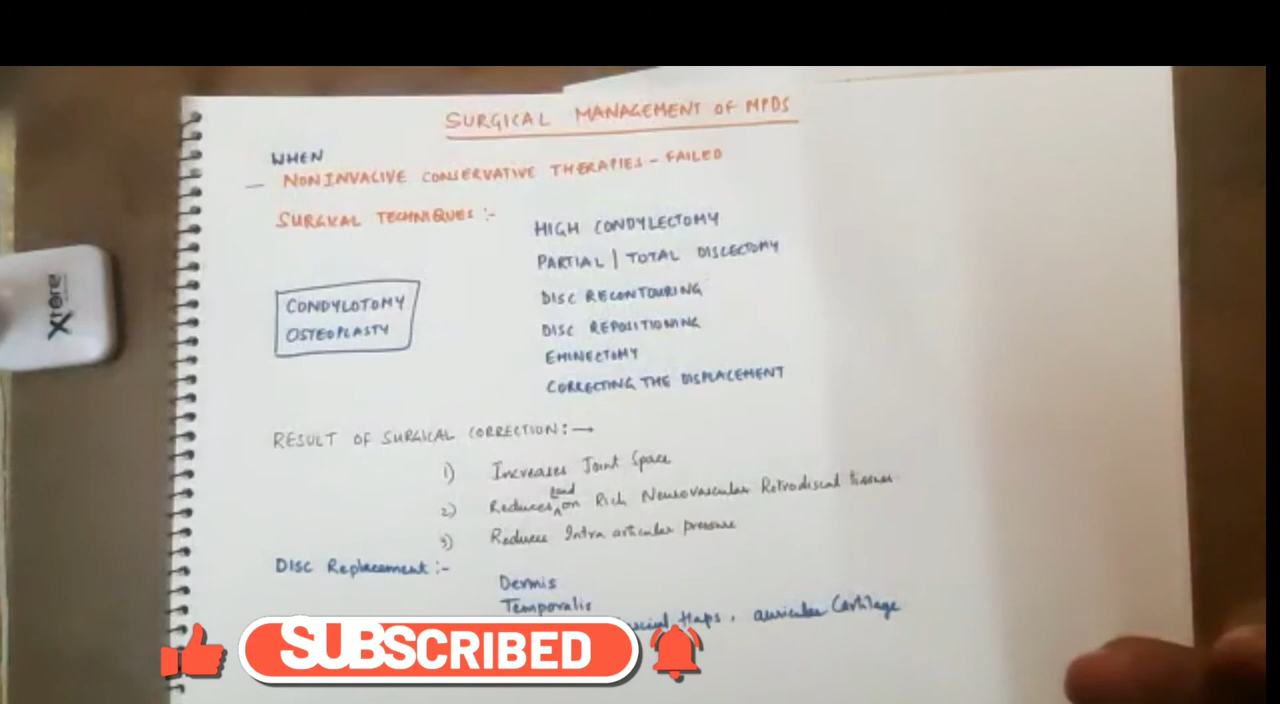 SURGICAL MANAGEMENT OF MPDS
WHEN
— NONINVACIVE CONSERVATIVE THERAPIES - FAILED
SURGICAL TECHNIQUES :-
HIGH CONDYLECTOMY
PARTIAL | TOTAL DISCECTOMY
DISC RECONTOURING
DISC REPOSITIONING
EMINECTOMY
CORRECTING THE DISPLACEMENT
CONDYLOTOMY
OSTEOPLASTY
RESULT OF SURGICAL CORRECTION: →
1) Increases Joint Space
2) Reduces load on Rich Neurovascular Retrodiscal tissues
3) Reduces Intra articular pressure
DISC Replacement :-
Dermis
Temporalis
flaps, auricular Cartilage
SUBSCRIBED
Xtore